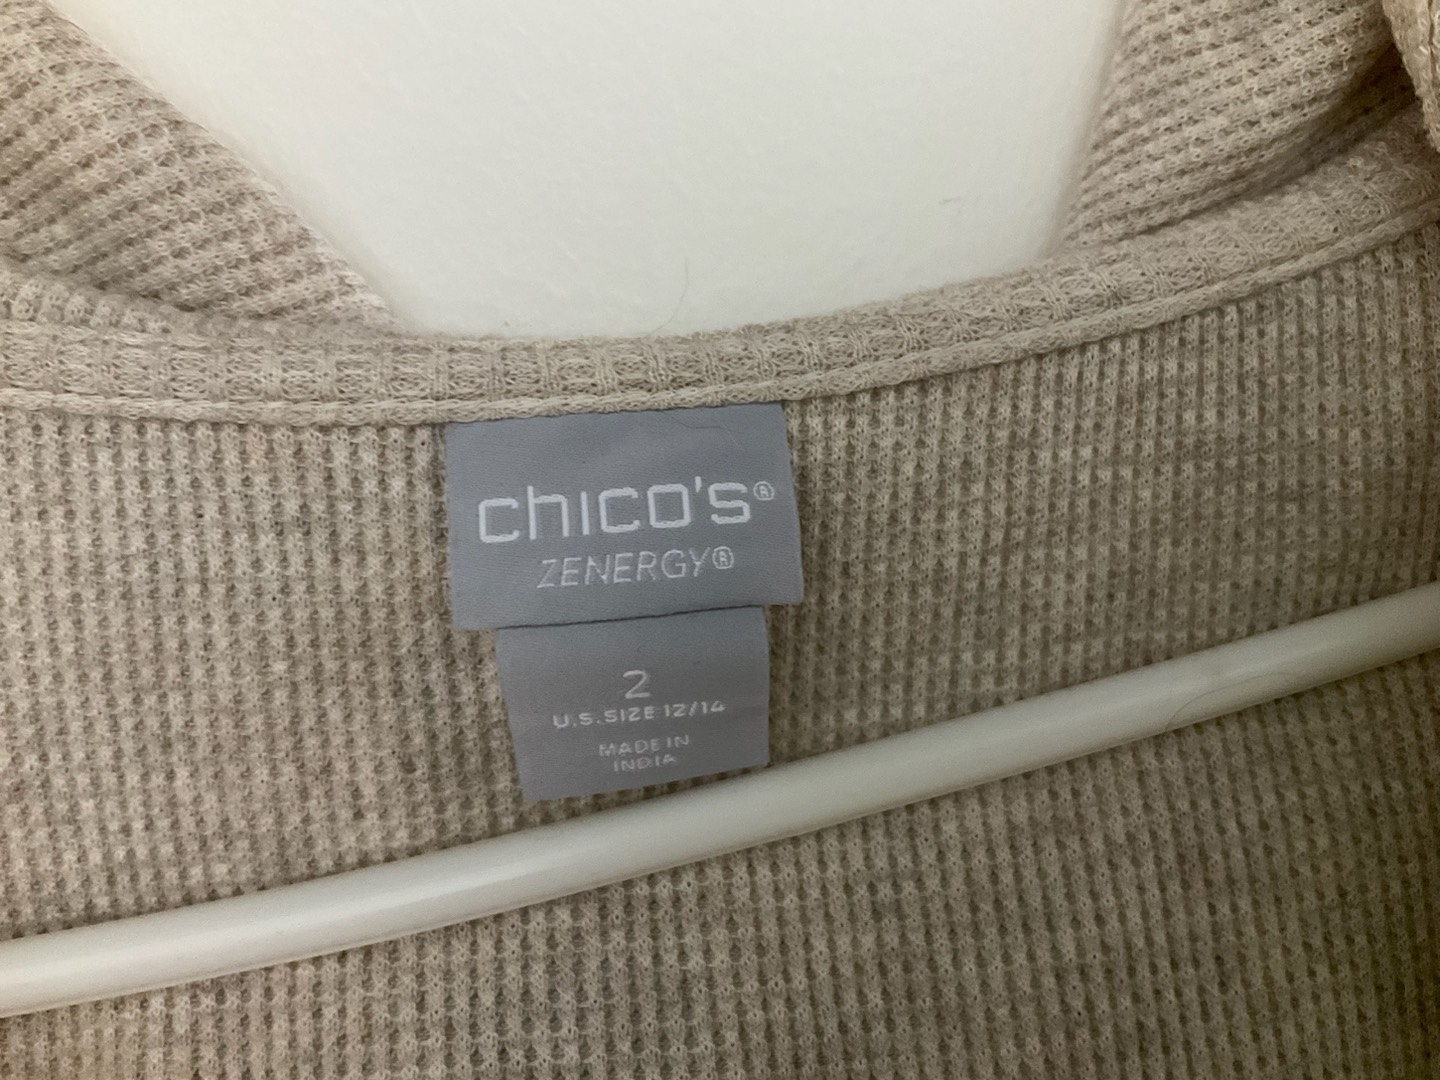 chico's®
ZENERGY®
2
U.S. SIZE 12/14
MADE IN
INDIA